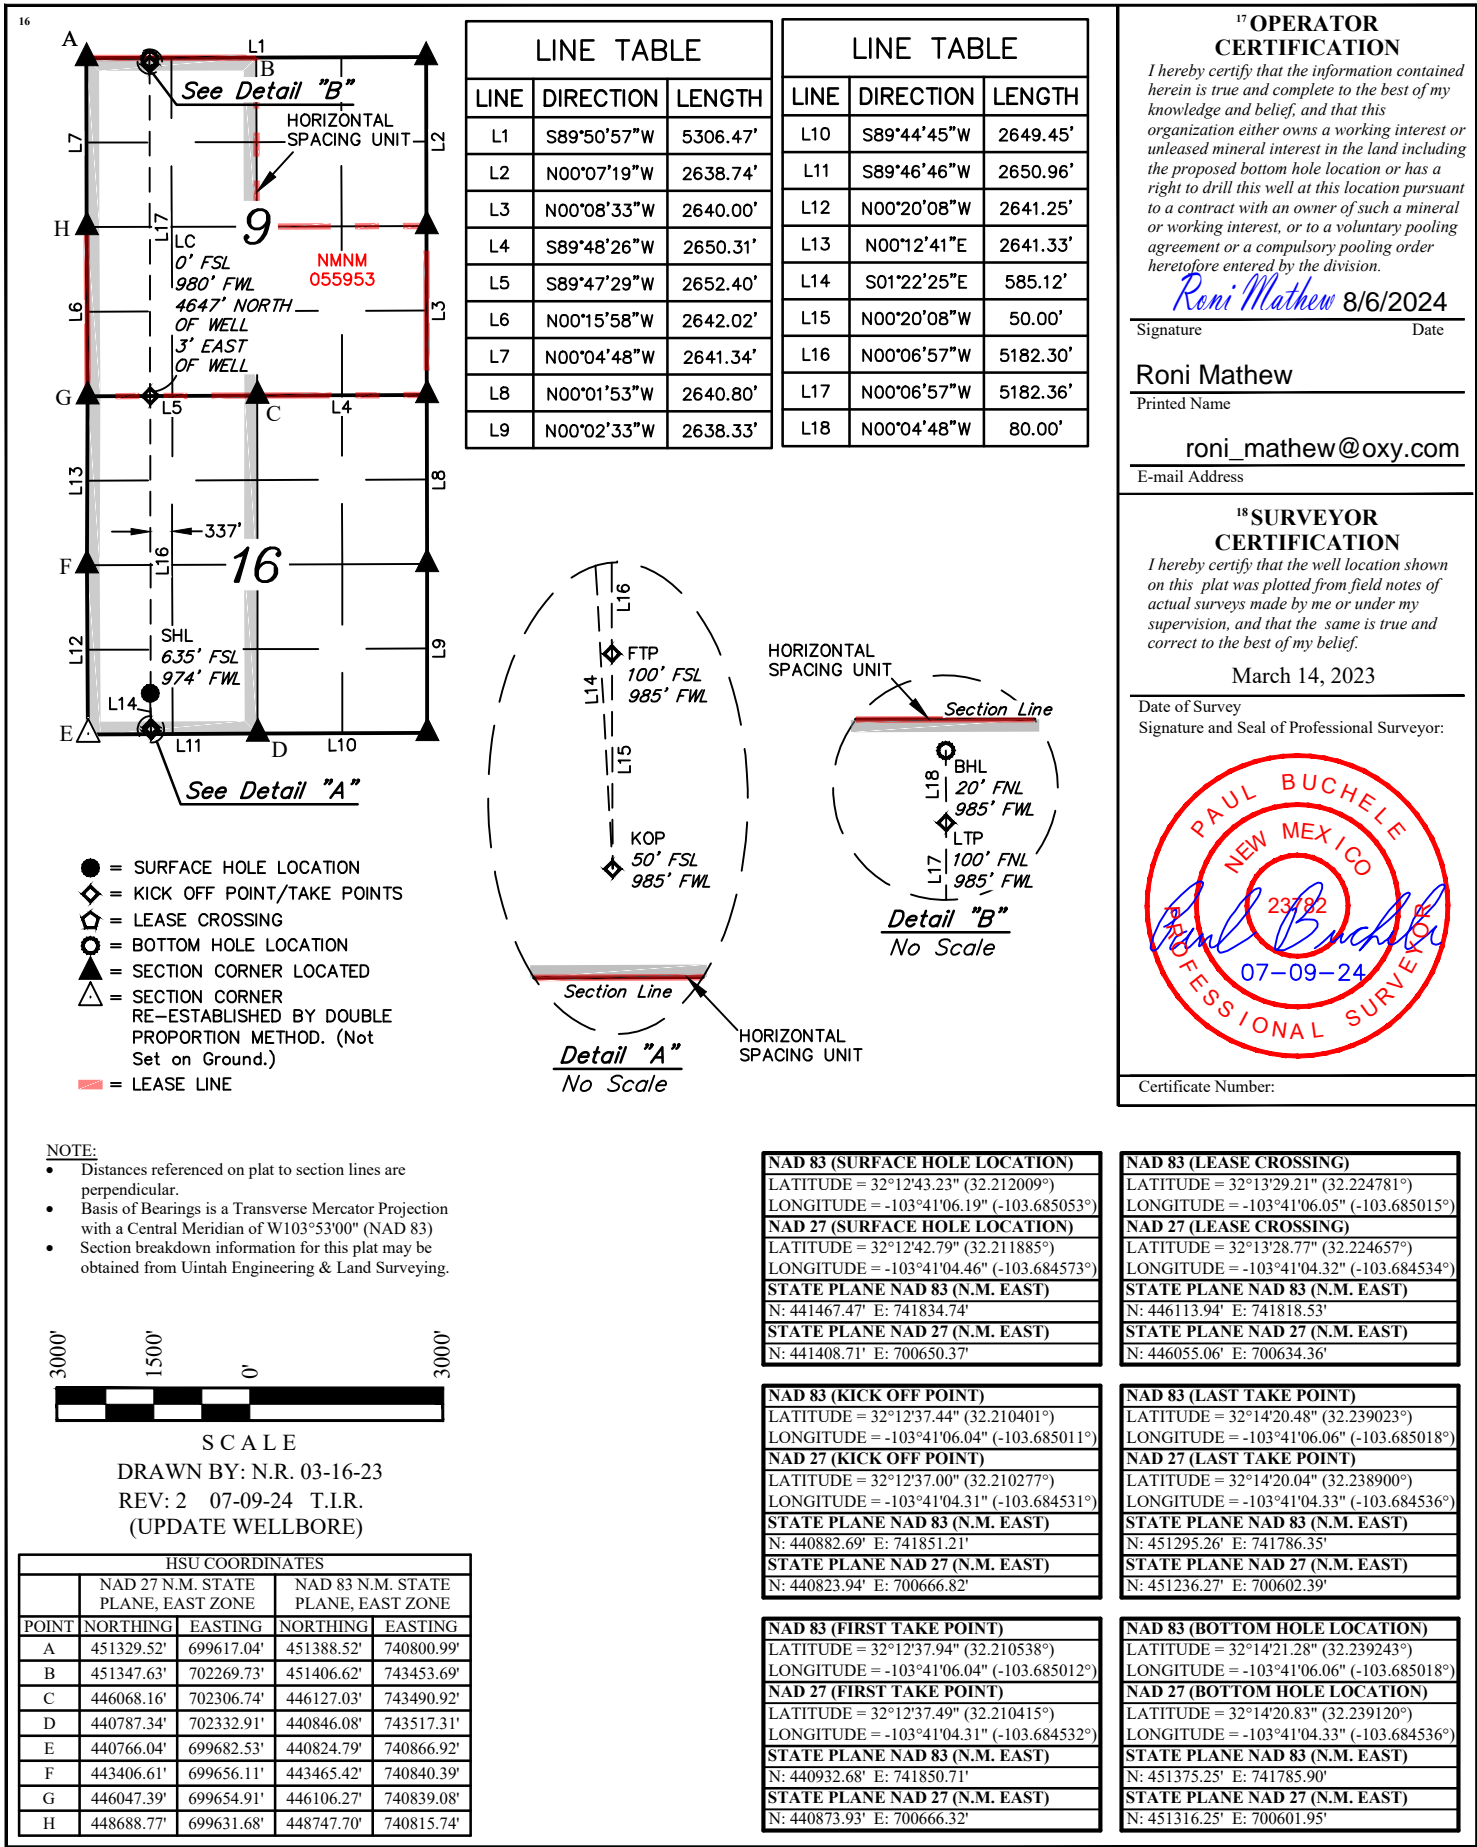 16
A
L1
B
See Detail "B"
HORIZONTAL
SPACING UNIT
L7
L2
H
L17
9
LC
0' FSL
980' FWL
4647' NORTH
OF WELL
3' EAST
OF WELL
NMNM
055953
L6
L3
G
L5
C
L4
L13
L8
337'
F
L16
16
SHL
635' FSL
974' FWL
L12
L9
L14
E
L11
D
L10
See Detail "A"
LINE TABLE
LINE DIRECTION LENGTH
L1 S89°50'57"W 5306.47'
L2 N00°07'19"W 2638.74'
L3 N00°08'33"W 2640.00'
L4 S89°48'26"W 2650.31'
L5 S89°47'29"W 2652.40'
L6 N00°15'58"W 2642.02'
L7 N00°04'48"W 2641.34'
L8 N00°01'53"W 2640.80'
L9 N00°02'33"W 2638.33'
LINE TABLE
LINE DIRECTION LENGTH
L10 S89°44'45"W 2649.45'
L11 S89°46'46"W 2650.96'
L12 N00°20'08"W 2641.25'
L13 N00°12'41"E 2641.33'
L14 S01°22'25"E 585.12'
L15 N00°20'08"W 50.00'
L16 N00°06'57"W 5182.30'
L17 N00°06'57"W 5182.36'
L18 N00°04'48"W 80.00'
17 OPERATOR
CERTIFICATION
I hereby certify that the information contained
herein is true and complete to the best of my
knowledge and belief, and that this
organization either owns a working interest or
unleased mineral interest in the land including
the proposed bottom hole location or has a
right to drill this well at this location pursuant
to a contract with an owner of such a mineral
or working interest, or to a voluntary pooling
agreement or a compulsory pooling order
heretofore entered by the division.
Roni Mathew 8/6/2024
Signature Date
Roni Mathew
Printed Name
roni_mathew@oxy.com
E-mail Address
18 SURVEYOR
CERTIFICATION
I hereby certify that the well location shown
on this plat was plotted from field notes of
actual surveys made by me or under my
supervision, and that the same is true and
correct to the best of my belief.
March 14, 2023
Date of Survey
Signature and Seal of Professional Surveyor:
PAUL BUCHELE
NEW MEXICO
23782
Paul Buchele
07-09-24
PROFESSIONAL SURVEYOR
Certificate Number:
L16
FTP
100' FSL
985' FWL
L14
L15
KOP
50' FSL
985' FWL
Section Line
HORIZONTAL
SPACING UNIT
Detail "A"
No Scale
HORIZONTAL
SPACING UNIT
Section Line
BHL
20' FNL
985' FWL
L18
LTP
100' FNL
985' FWL
L17
Detail "B"
No Scale
= SURFACE HOLE LOCATION
= KICK OFF POINT/TAKE POINTS
= LEASE CROSSING
= BOTTOM HOLE LOCATION
= SECTION CORNER LOCATED
= SECTION CORNER
RE-ESTABLISHED BY DOUBLE
PROPORTION METHOD. (Not
Set on Ground.)
= LEASE LINE
NOTE:
• Distances referenced on plat to section lines are
perpendicular.
• Basis of Bearings is a Transverse Mercator Projection
with a Central Meridian of W103°53'00" (NAD 83)
• Section breakdown information for this plat may be
obtained from Uintah Engineering & Land Surveying.
3000' 1500' 0' 3000'
SCALE
DRAWN BY: N.R. 03-16-23
REV: 2 07-09-24 T.I.R.
(UPDATE WELLBORE)
HSU COORDINATES
NAD 27 N.M. STATE PLANE, EAST ZONE NAD 83 N.M. STATE PLANE, EAST ZONE
POINT NORTHING EASTING NORTHING EASTING
A 451329.52' 699617.04' 451388.52' 740800.99'
B 451347.63' 702269.73' 451406.62' 743453.69'
C 446068.16' 702306.74' 446127.03' 743490.92'
D 440787.34' 702332.91' 440846.08' 743517.31'
E 440766.04' 699682.53' 440824.79' 740866.92'
F 443406.61' 699656.11' 443465.42' 740840.39'
G 446047.39' 699654.91' 446106.27' 740839.08'
H 448688.77' 699631.68' 448747.70' 740815.74'
NAD 83 (SURFACE HOLE LOCATION)
LATITUDE = 32°12'43.23" (32.212009°)
LONGITUDE = -103°41'06.19" (-103.685053°)
NAD 27 (SURFACE HOLE LOCATION)
LATITUDE = 32°12'42.79" (32.211885°)
LONGITUDE = -103°41'04.46" (-103.684573°)
STATE PLANE NAD 83 (N.M. EAST)
N: 441467.47' E: 741834.74'
STATE PLANE NAD 27 (N.M. EAST)
N: 441408.71' E: 700650.37'
NAD 83 (LEASE CROSSING)
LATITUDE = 32°13'29.21" (32.224781°)
LONGITUDE = -103°41'06.05" (-103.685015°)
NAD 27 (LEASE CROSSING)
LATITUDE = 32°13'28.77" (32.224657°)
LONGITUDE = -103°41'04.32" (-103.684534°)
STATE PLANE NAD 83 (N.M. EAST)
N: 446113.94' E: 741818.53'
STATE PLANE NAD 27 (N.M. EAST)
N: 446055.06' E: 700634.36'
NAD 83 (KICK OFF POINT)
LATITUDE = 32°12'37.44" (32.210401°)
LONGITUDE = -103°41'06.04" (-103.685011°)
NAD 27 (KICK OFF POINT)
LATITUDE = 32°12'37.00" (32.210277°)
LONGITUDE = -103°41'04.31" (-103.684531°)
STATE PLANE NAD 83 (N.M. EAST)
N: 440882.69' E: 741851.21'
STATE PLANE NAD 27 (N.M. EAST)
N: 440823.94' E: 700666.82'
NAD 83 (LAST TAKE POINT)
LATITUDE = 32°14'20.48" (32.239023°)
LONGITUDE = -103°41'06.06" (-103.685018°)
NAD 27 (LAST TAKE POINT)
LATITUDE = 32°14'20.04" (32.238900°)
LONGITUDE = -103°41'04.33" (-103.684536°)
STATE PLANE NAD 83 (N.M. EAST)
N: 451295.26' E: 741786.35'
STATE PLANE NAD 27 (N.M. EAST)
N: 451236.27' E: 700602.39'
NAD 83 (FIRST TAKE POINT)
LATITUDE = 32°12'37.94" (32.210538°)
LONGITUDE = -103°41'06.04" (-103.685012°)
NAD 27 (FIRST TAKE POINT)
LATITUDE = 32°12'37.49" (32.210415°)
LONGITUDE = -103°41'04.31" (-103.684532°)
STATE PLANE NAD 83 (N.M. EAST)
N: 440932.68' E: 741850.71'
STATE PLANE NAD 27 (N.M. EAST)
N: 440873.93' E: 700666.32'
NAD 83 (BOTTOM HOLE LOCATION)
LATITUDE = 32°14'21.28" (32.239243°)
LONGITUDE = -103°41'06.06" (-103.685018°)
NAD 27 (BOTTOM HOLE LOCATION)
LATITUDE = 32°14'20.83" (32.239120°)
LONGITUDE = -103°41'04.33" (-103.684536°)
STATE PLANE NAD 83 (N.M. EAST)
N: 451375.25' E: 741785.90'
STATE PLANE NAD 27 (N.M. EAST)
N: 451316.25' E: 700601.95'